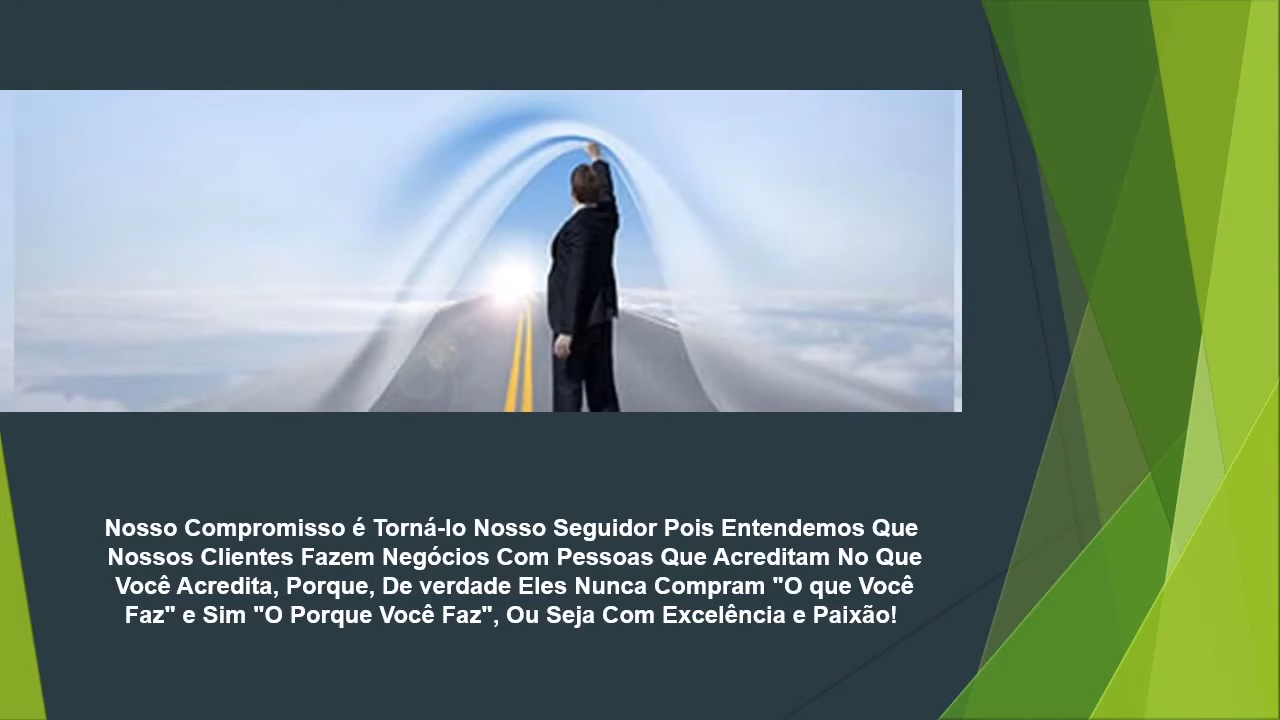 Nosso Compromisso é Torná-lo Nosso Seguidor Pois Entendemos Que
Nossos Clientes Fazem Negócios Com Pessoas Que Acreditam No Que
Você Acredita, Porque, De verdade Eles Nunca Compram "O que Você
Faz" e Sim "O Porque Você Faz", Ou Seja Com Excelência e Paixão!